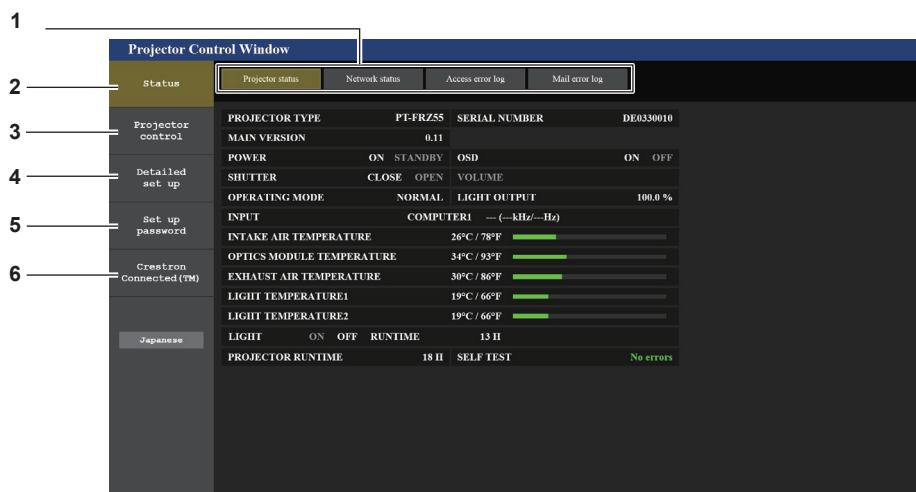 1
Projector Control Window
2
Status
Projector status Network status Access error log Mail error log
3
Projector
control
4
Detailed
set up
5
Set up
password
6
Crestron
Connected(TM)
Japanese
PROJECTOR TYPE PT-FRZ55 SERIAL NUMBER DE0330010
MAIN VERSION 0.11
POWER ON STANDBY OSD ON OFF
SHUTTER CLOSE OPEN VOLUME
OPERATING MODE NORMAL LIGHT OUTPUT 100.0 %
INPUT COMPUTER1 --- (---kHz/---Hz)
INTAKE AIR TEMPERATURE 26°C / 78°F
OPTICS MODULE TEMPERATURE 34°C / 93°F
EXHAUST AIR TEMPERATURE 30°C / 86°F
LIGHT TEMPERATURE1 19°C / 66°F
LIGHT TEMPERATURE2 19°C / 66°F
LIGHT ON OFF RUNTIME 13 H
PROJECTOR RUNTIME 18 H SELF TEST No errors